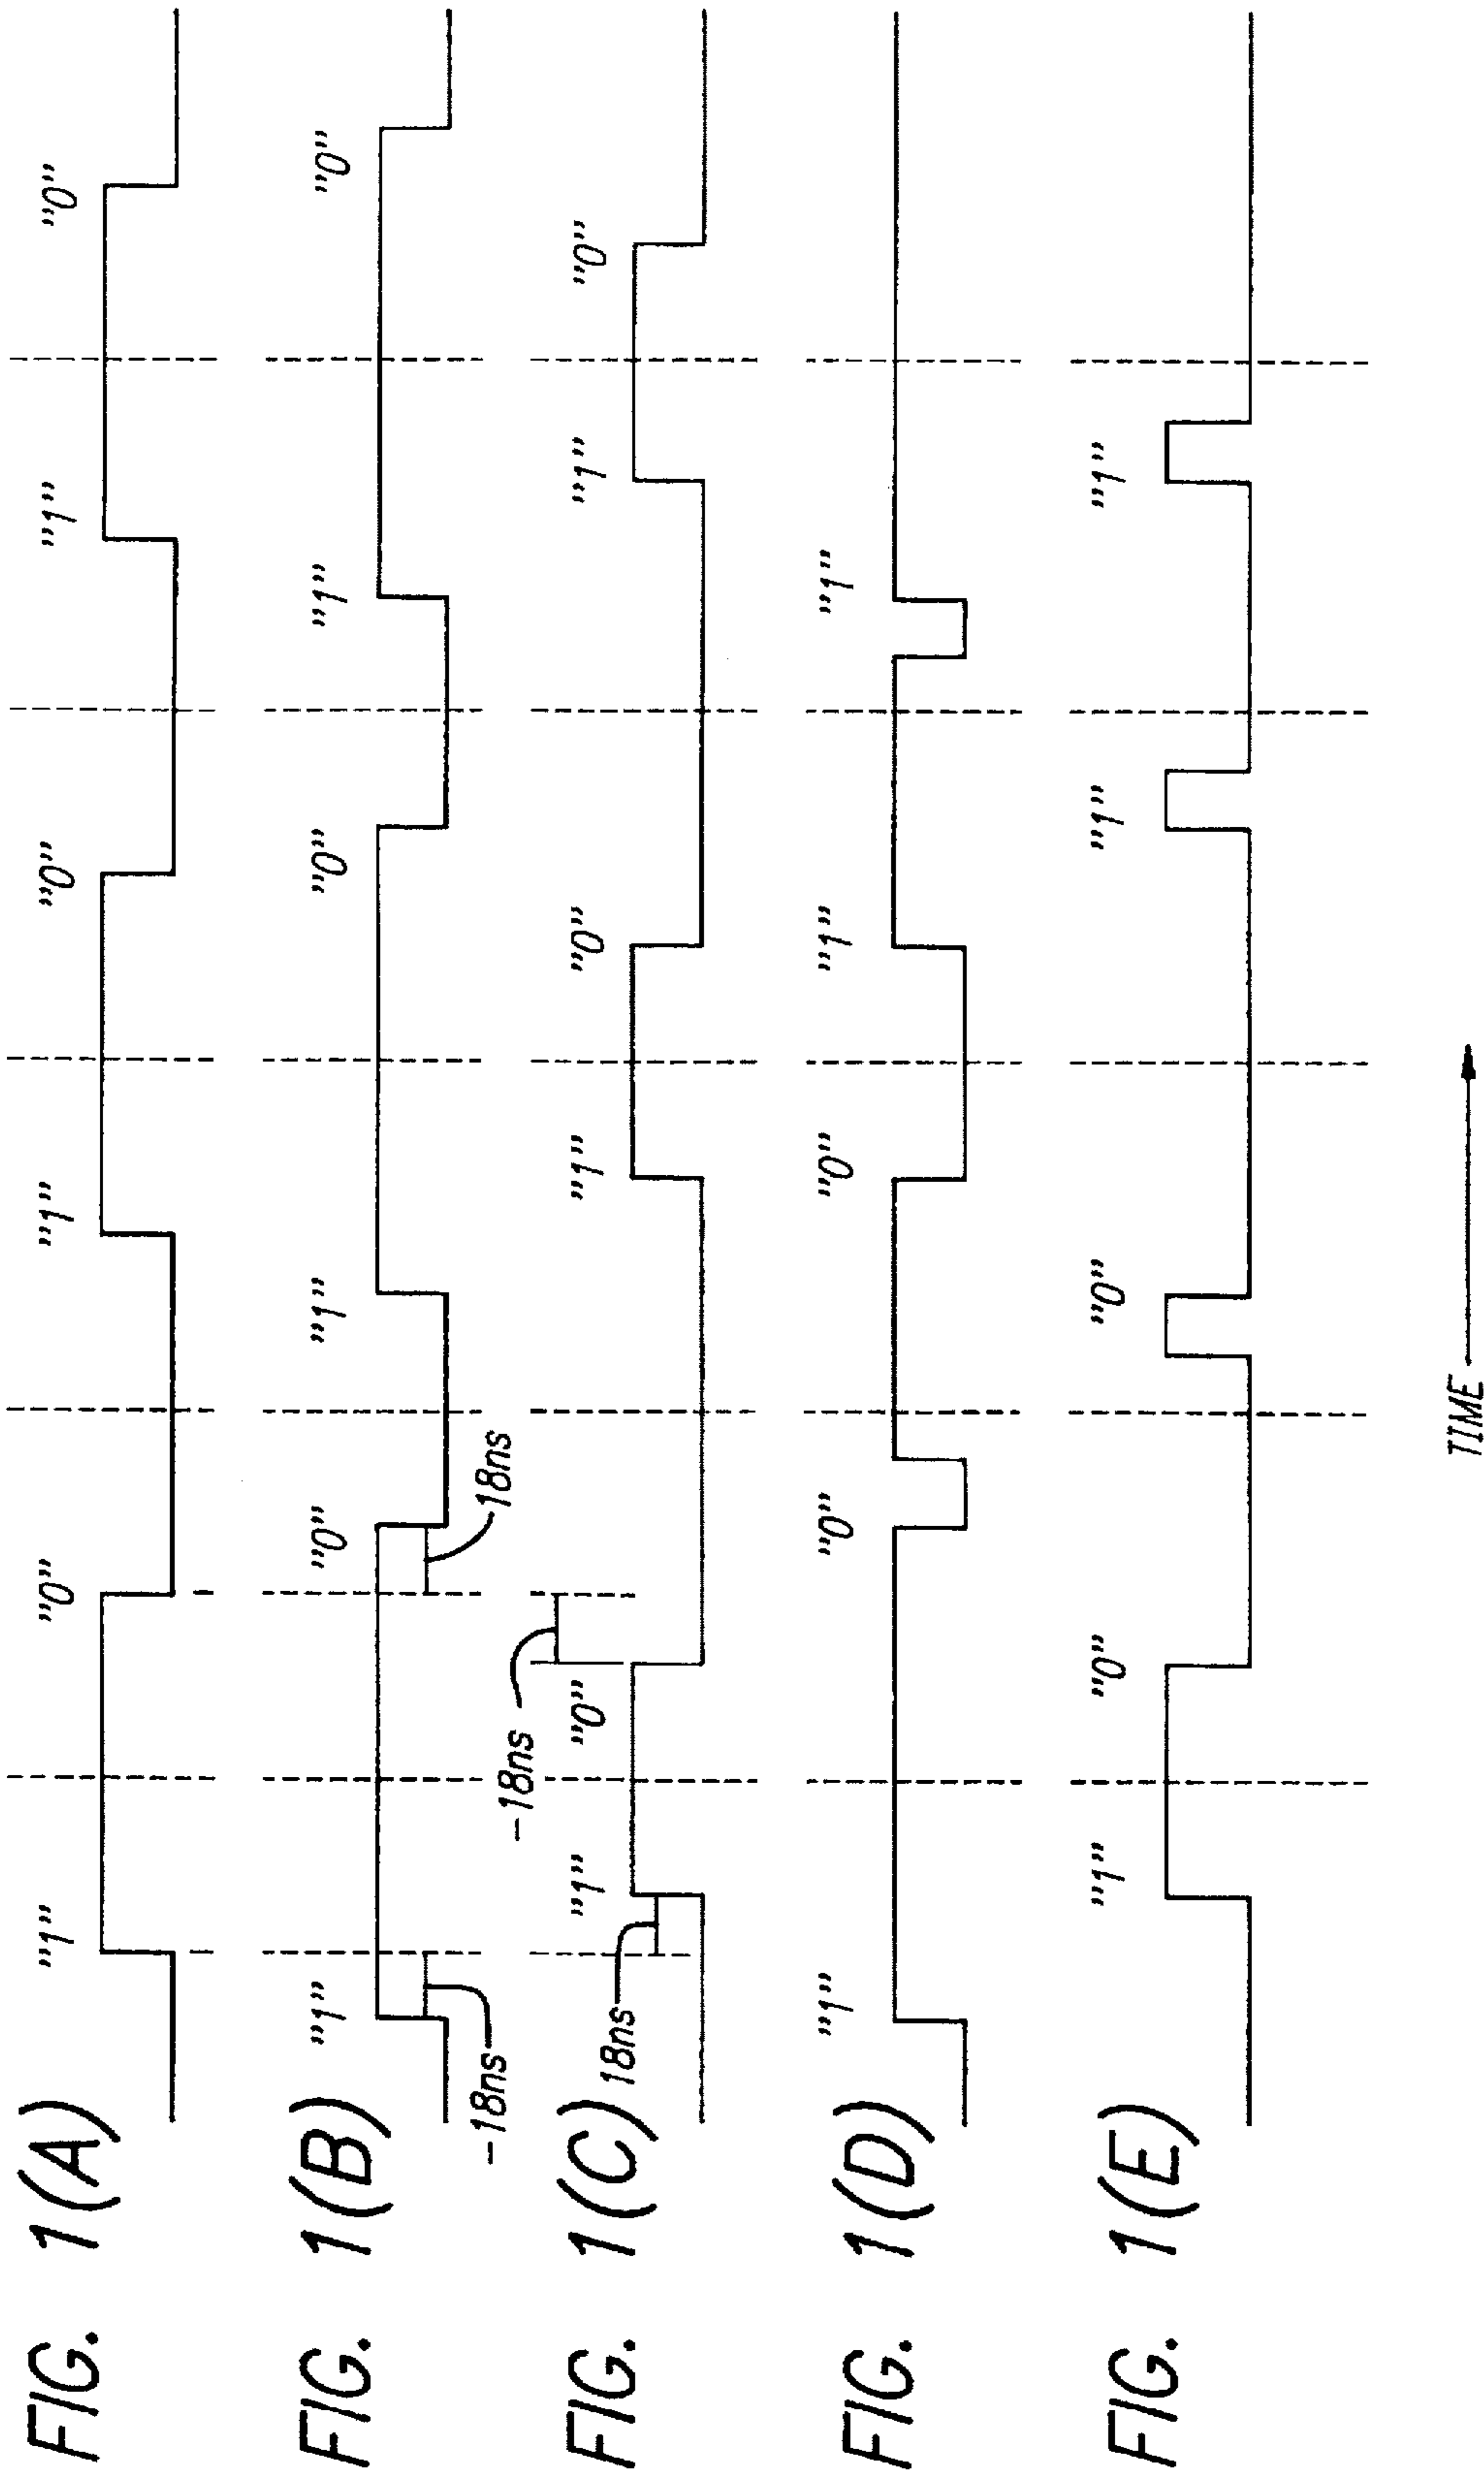 FIG. 1(A) "1" "0" "1" "0" "1" "0"
FIG. 1(B) "1" "0" "1" "0" "1" "0"
-18ns 18ns
-18ns
FIG. 1(C) "1" "0" "1" "0" "1" "0"
18ns
FIG. 1(D) "1" "0" "0" "1" "1"
FIG. 1(E) "1" "0" "0" "1" "1"
TIME